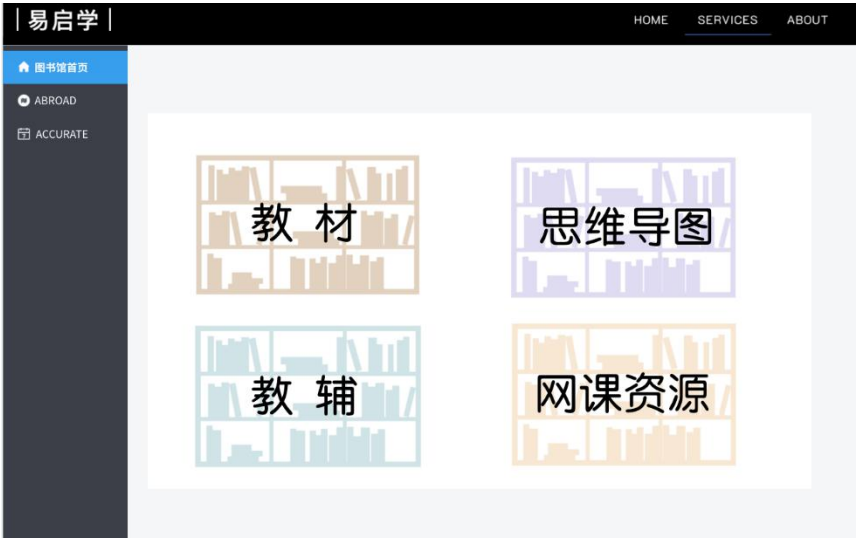 |易启学|
HOME SERVICES ABOUT
图书馆首页
ABROAD
ACCURATE
教 材
思维导图
教 辅
网课资源